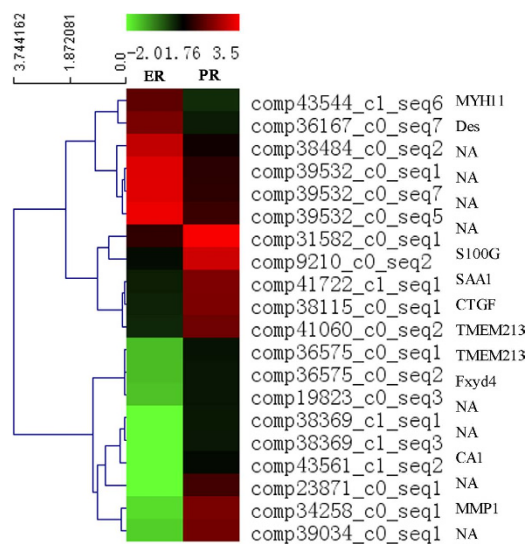 3.744162
1.872081
0.0
-2.01.76 3.5
ER PR
comp43544_c1_seq6 MYH11
comp36167_c0_seq7 Des
comp38484_c0_seq2 NA
comp39532_c0_seq1 NA
comp39532_c0_seq7 NA
comp39532_c0_seq5 NA
comp31582_c0_seq1 S100G
comp9210_c0_seq2 SAA1
comp41722_c1_seq1 CTGF
comp38115_c0_seq1 TMEM213
comp41060_c0_seq2 TMEM213
comp36575_c0_seq1 Fxyd4
comp36575_c0_seq2 NA
comp19823_c0_seq3 NA
comp38369_c1_seq1 CA1
comp38369_c1_seq3 NA
comp43561_c1_seq2 MMP1
comp23871_c0_seq1 NA
comp34258_c0_seq1
comp39034_c0_seq1